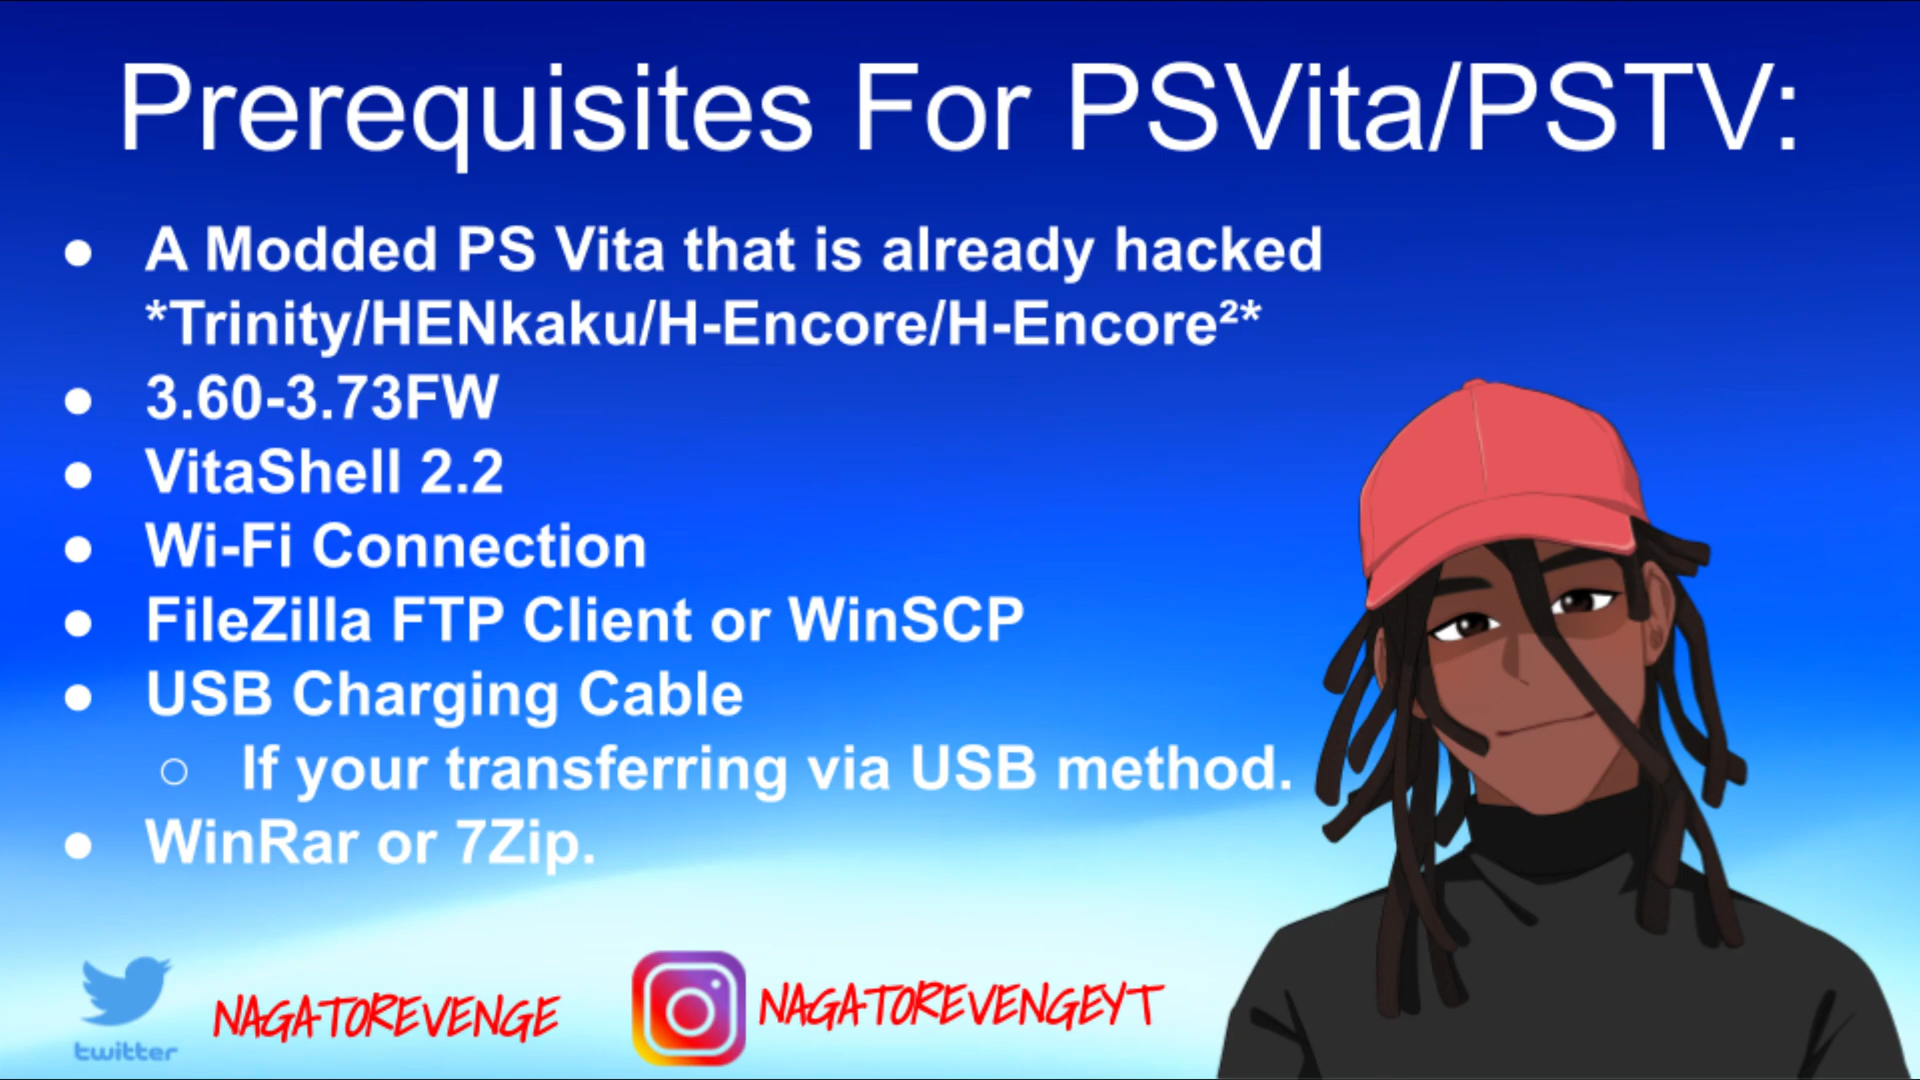 Prerequisites For PSVita/PSTV:
● A Modded PS Vita that is already hacked
*Trinity/HENkaku/H-Encore/H-Encore²*
● 3.60-3.73FW
● VitaShell 2.2
● Wi-Fi Connection
● FileZilla FTP Client or WinSCP
● USB Charging Cable
○ If your transferring via USB method.
● WinRar or 7Zip.
twitter
NAGATOREVENGE
NAGATOREVENGEYT